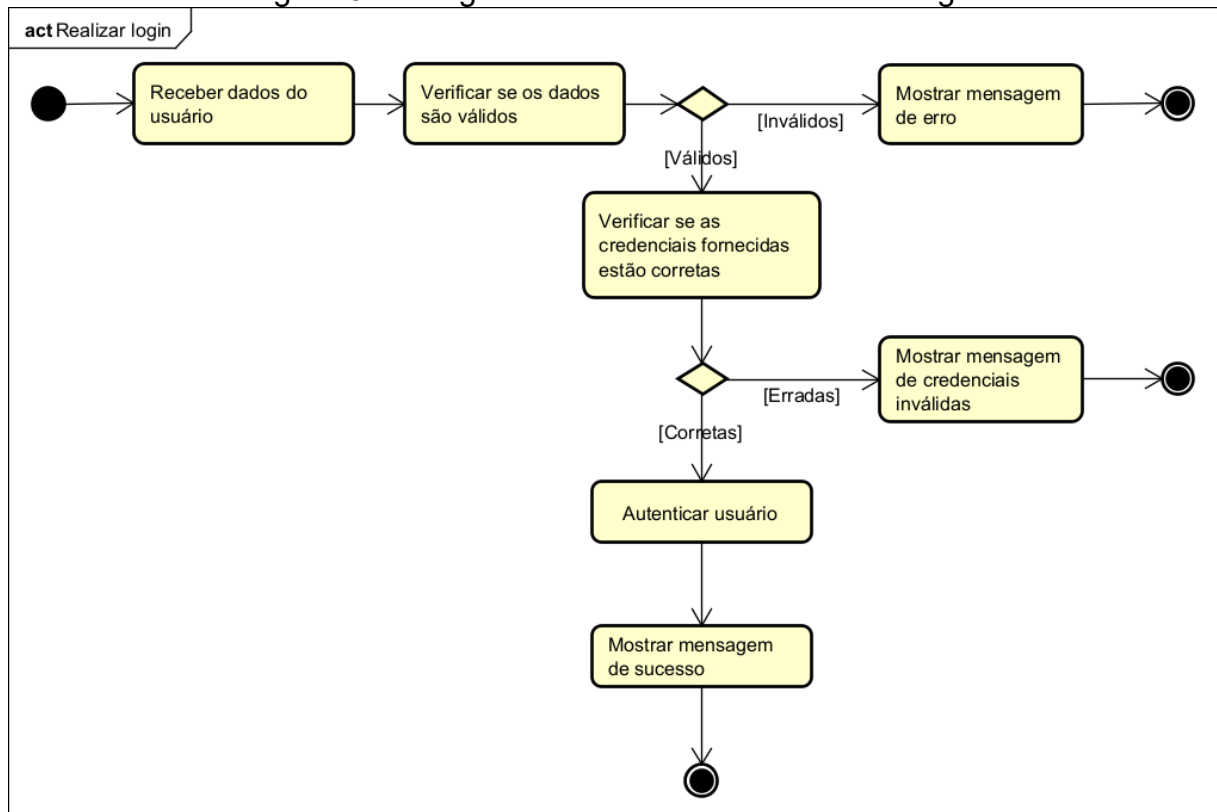 act Realizar login
Receber dados do
usuário
Verificar se os dados
são válidos
[Inválidos]
Mostrar mensagem
de erro
[Válidos]
Verificar se as
credenciais fornecidas
estão corretas
[Erradas]
Mostrar mensagem
de credenciais
inválidas
[Corretas]
Autenticar usuário
Mostrar mensagem
de sucesso